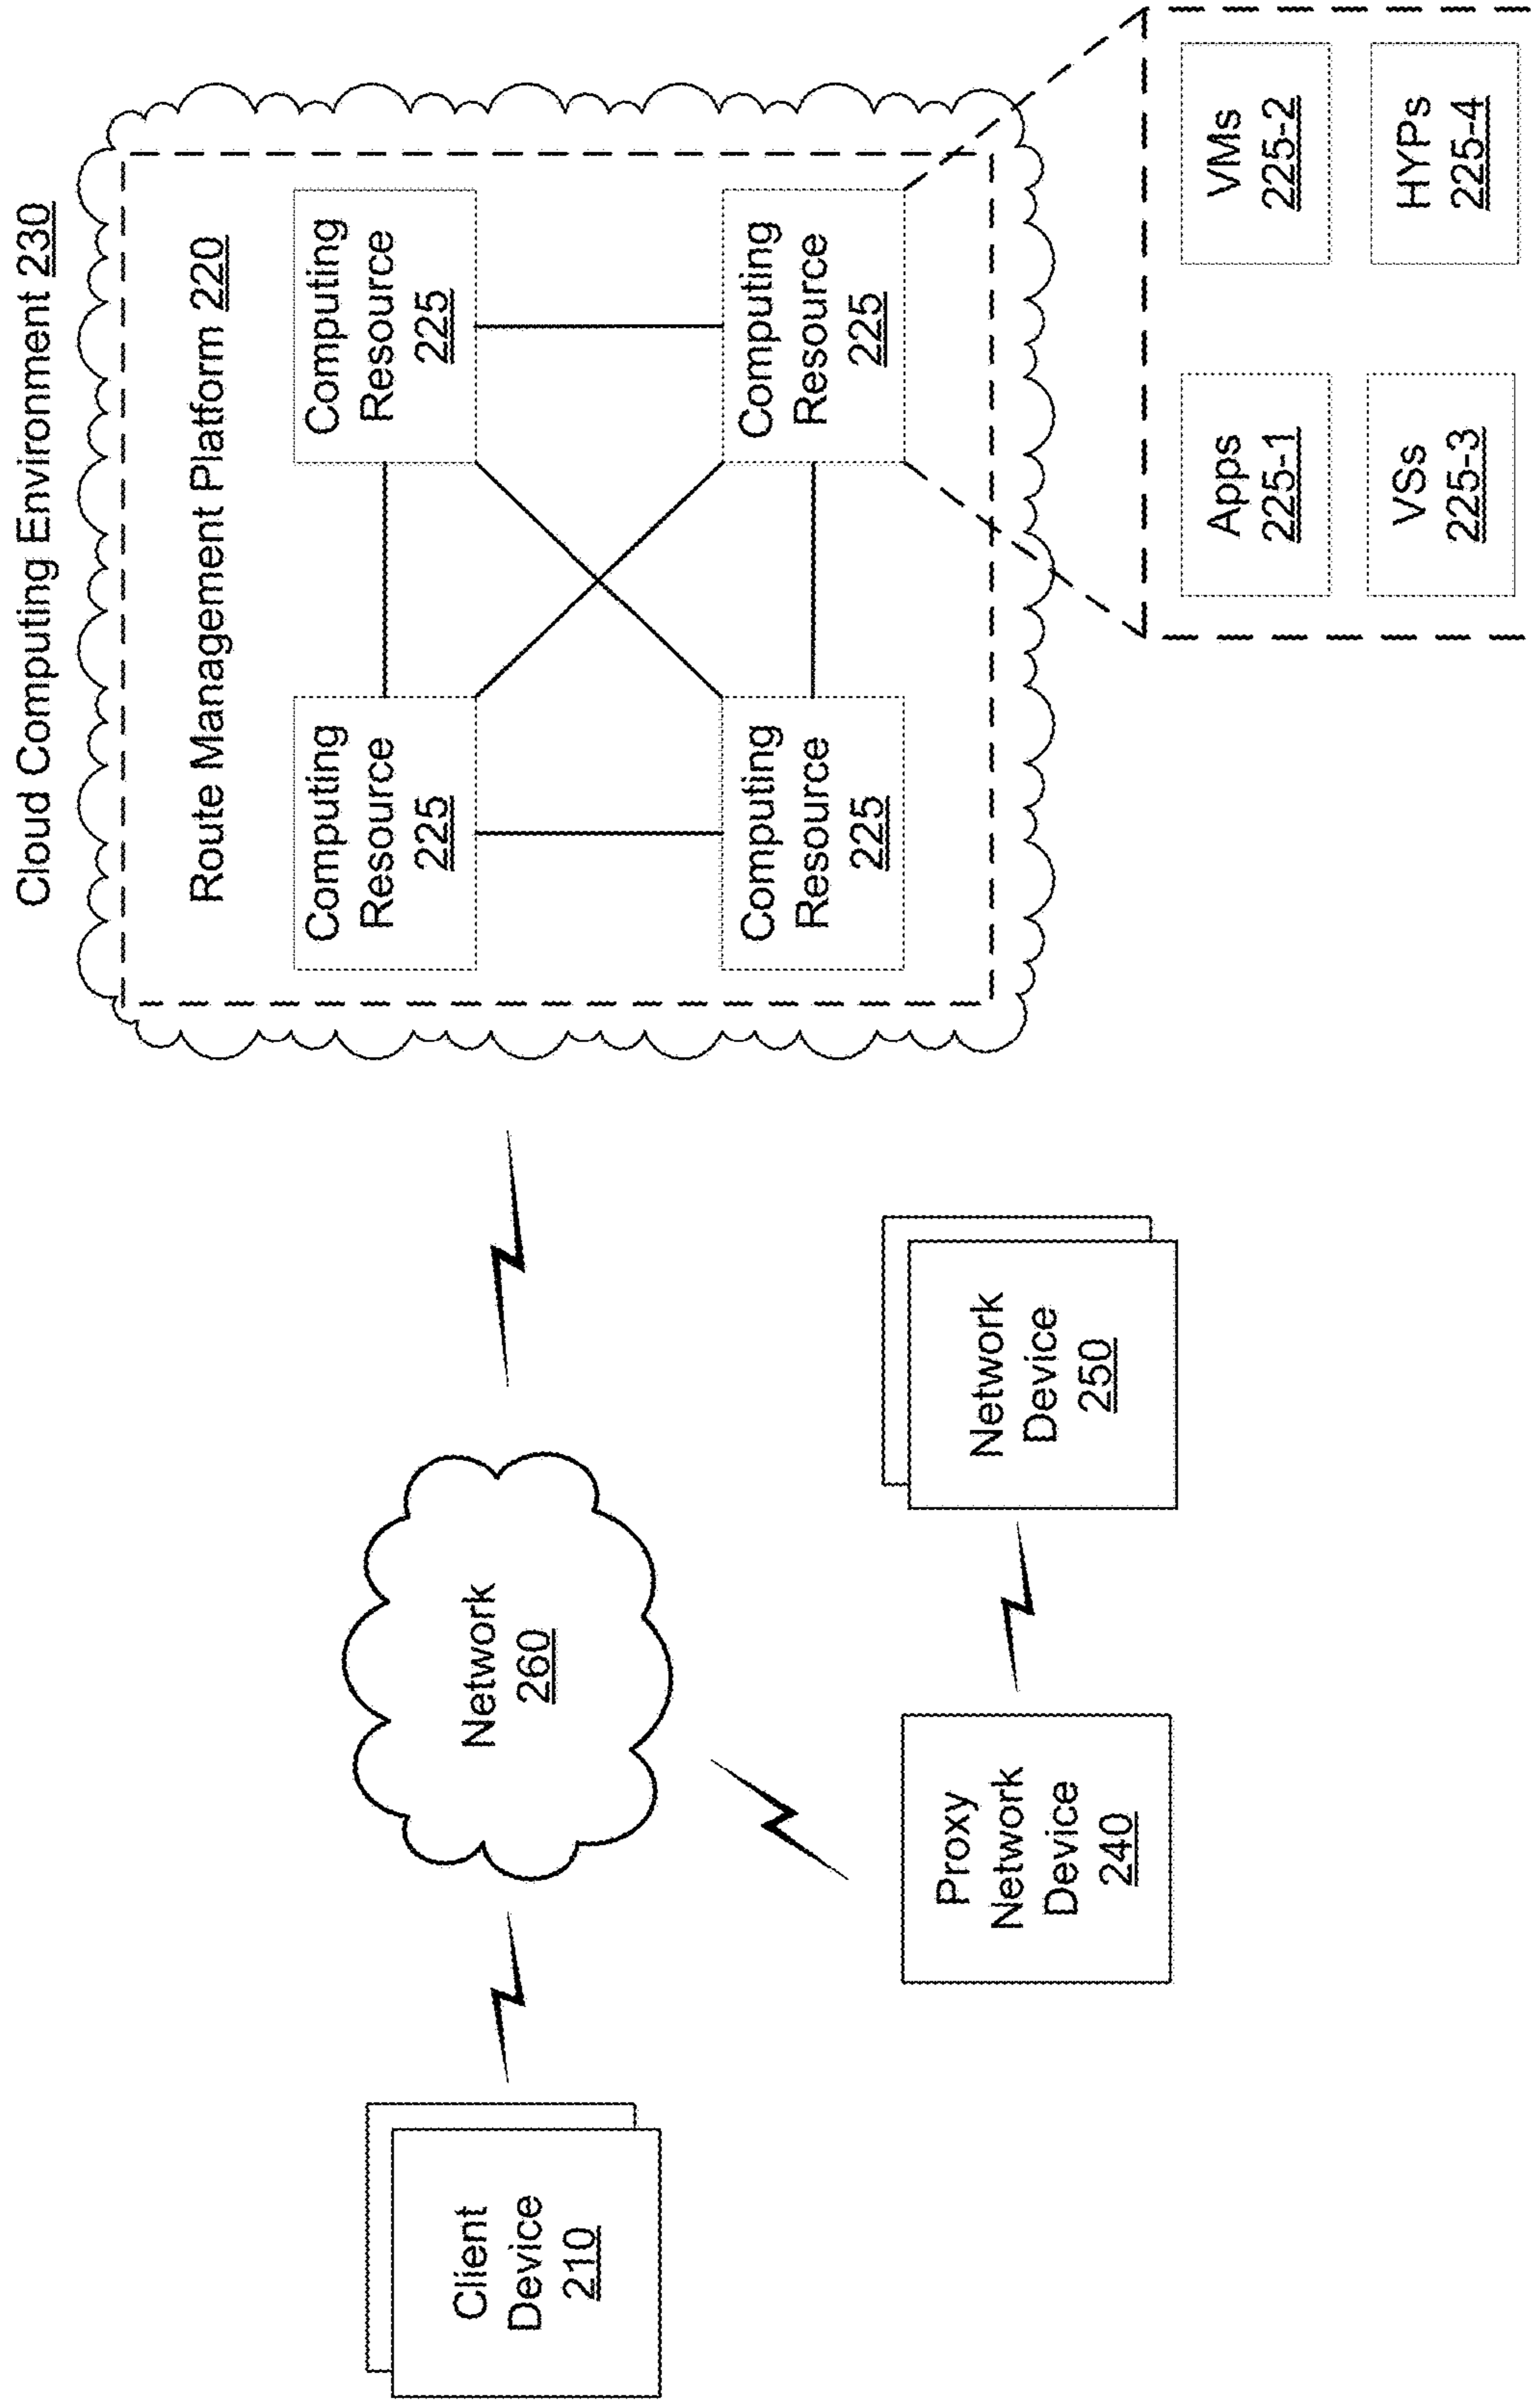 Cloud Computing Environment 230
Route Management Platform 220
Computing
Resource
225
Computing
Resource
225
Computing
Resource
225
Computing
Resource
225
Network
260
Client
Device
210
Proxy
Network
Device
240
Network
Device
250
Apps
225-1
VMs
225-2
VSs
225-3
HYPs
225-4